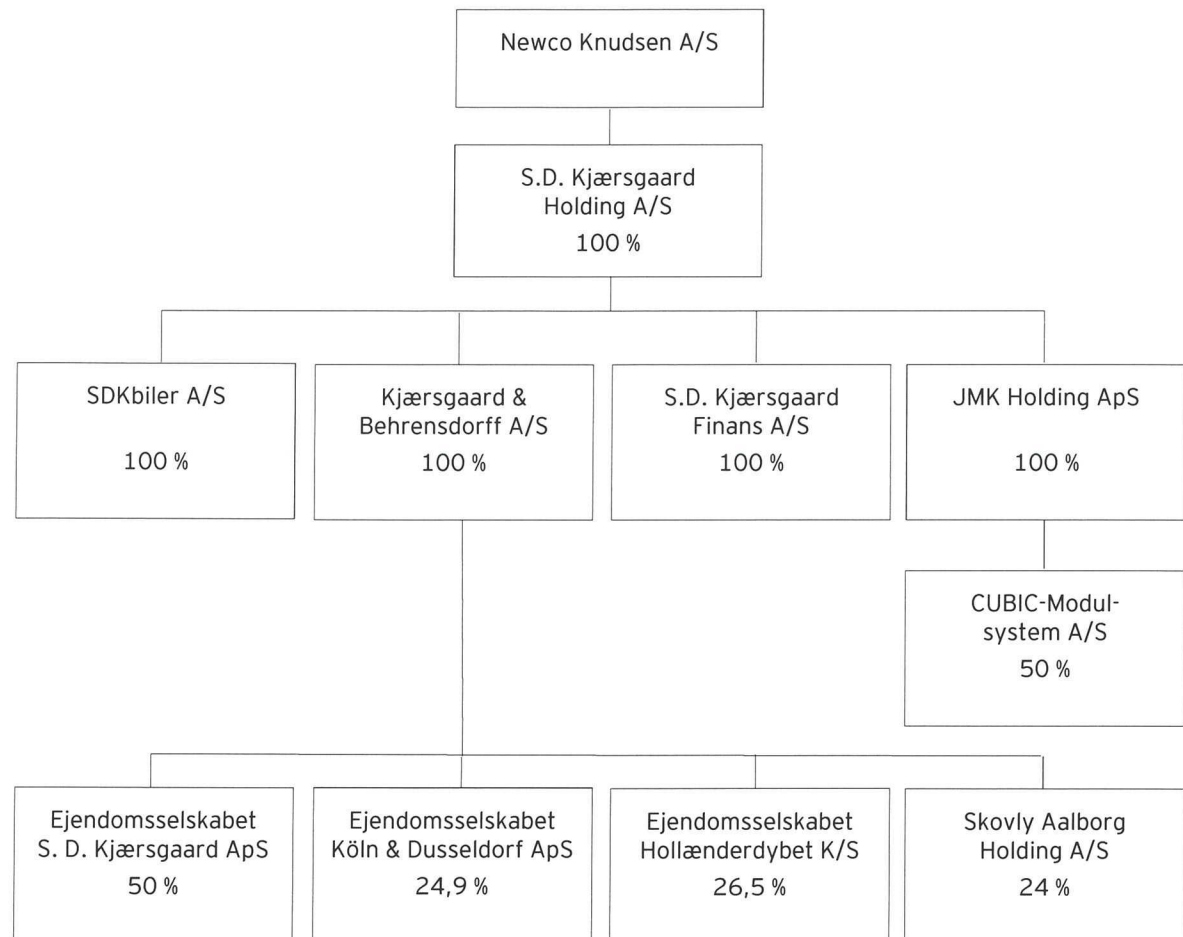 Newco Knudsen A/S
S.D. Kjærsgaard
Holding A/S
100 %
SDKbiler A/S
100 %
Kjærsgaard &
Behrensdorff A/S
100 %
S.D. Kjærsgaard
Finans A/S
100 %
JMK Holding ApS
100 %
CUBIC-Modul-
system A/S
50 %
Ejendomsselskabet
S. D. Kjærsgaard ApS
50 %
Ejendomsselskabet
Köln & Dusseldorf ApS
24,9 %
Ejendomsselskabet
Hollænderdybet K/S
26,5 %
Skovly Aalborg
Holding A/S
24 %